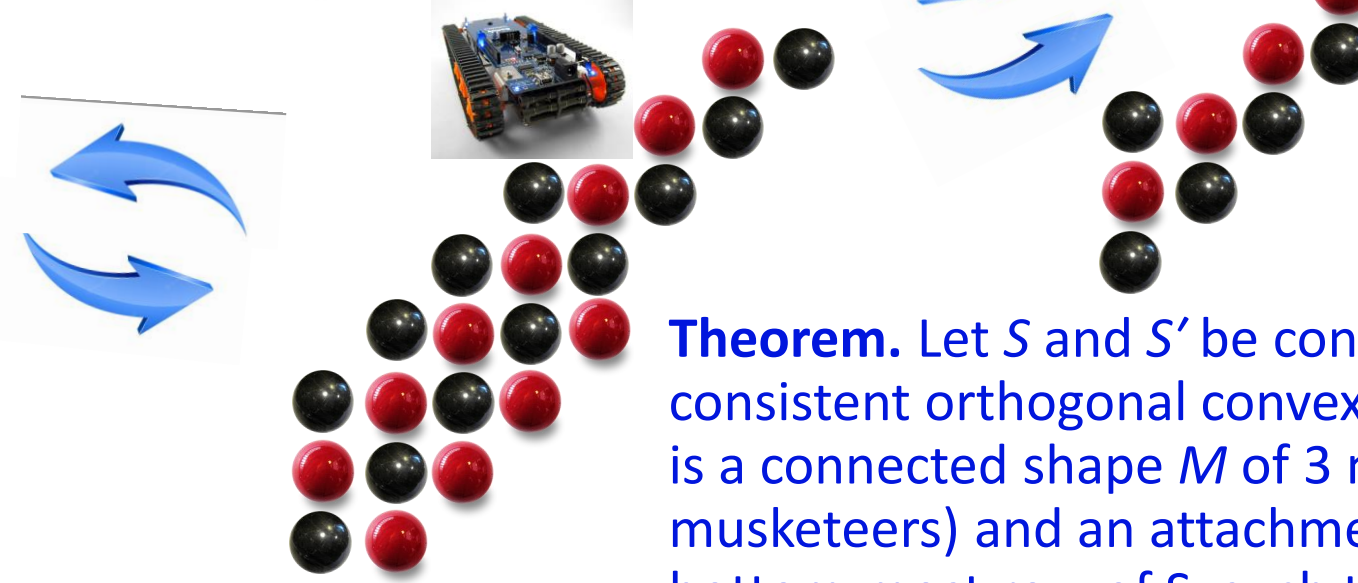 Theorem. Let S and S′ be con
consistent orthogonal convex
is a connected shape M of 3
musketeers) and an attachme